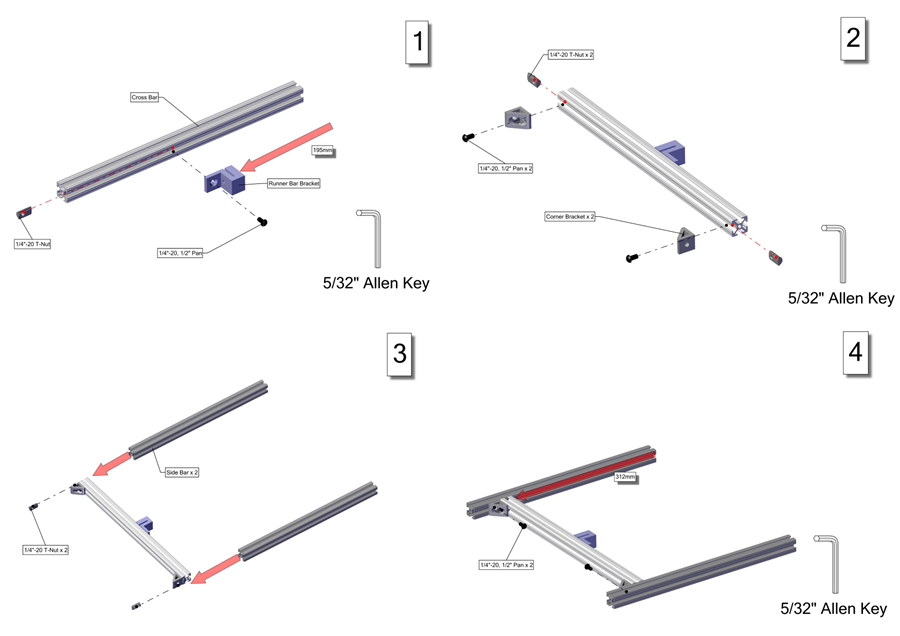 1
Cross Bar
195mm
Runner Bar Bracket
1/4"-20 T-Nut
1/4"-20, 1/2" Pan
5/32" Allen Key
2
1/4"-20 T-Nut x 2
1/4"-20, 1/2" Pan x 2
Corner Bracket x 2
5/32" Allen Key
3
Side Bar x 2
1/4"-20 T-Nut x 2
4
312mm
1/4"-20, 1/2" Pan x 2
5/32" Allen Key